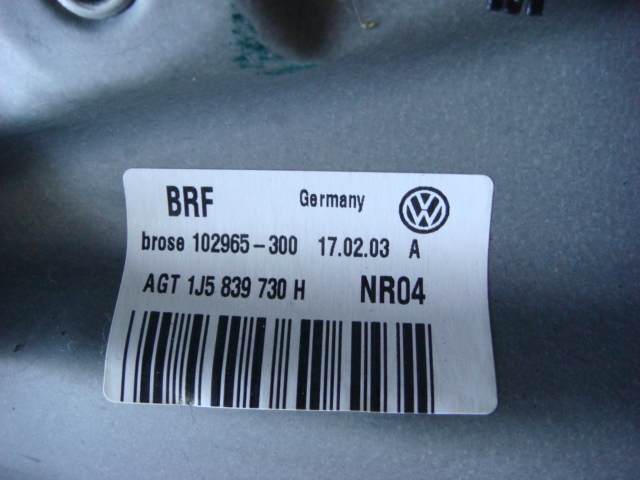 BRF Germany
brose 102965-300 17.02.03 A
AGT 1J5 839 730 H NR04